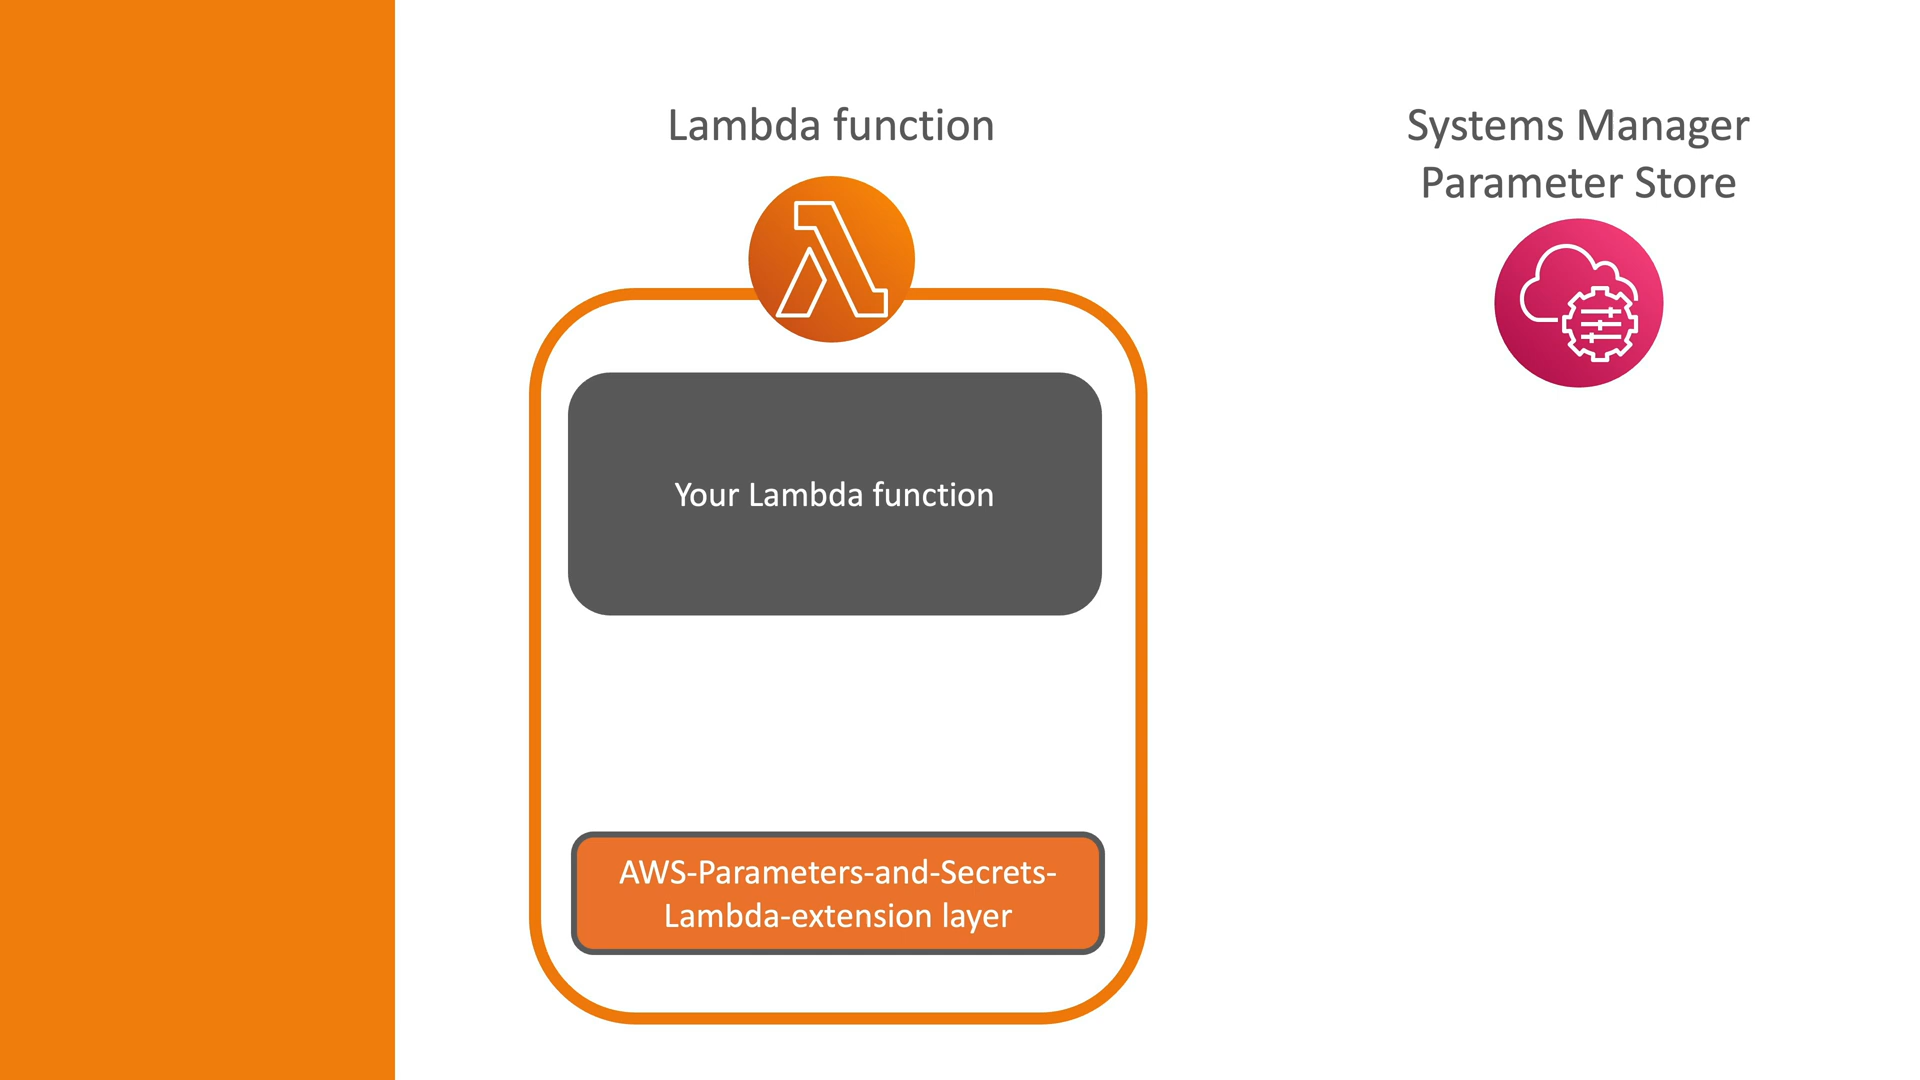 Lambda function
Systems Manager
Parameter Store
Your Lambda function
AWS-Parameters-and-Secrets-
Lambda-extension layer